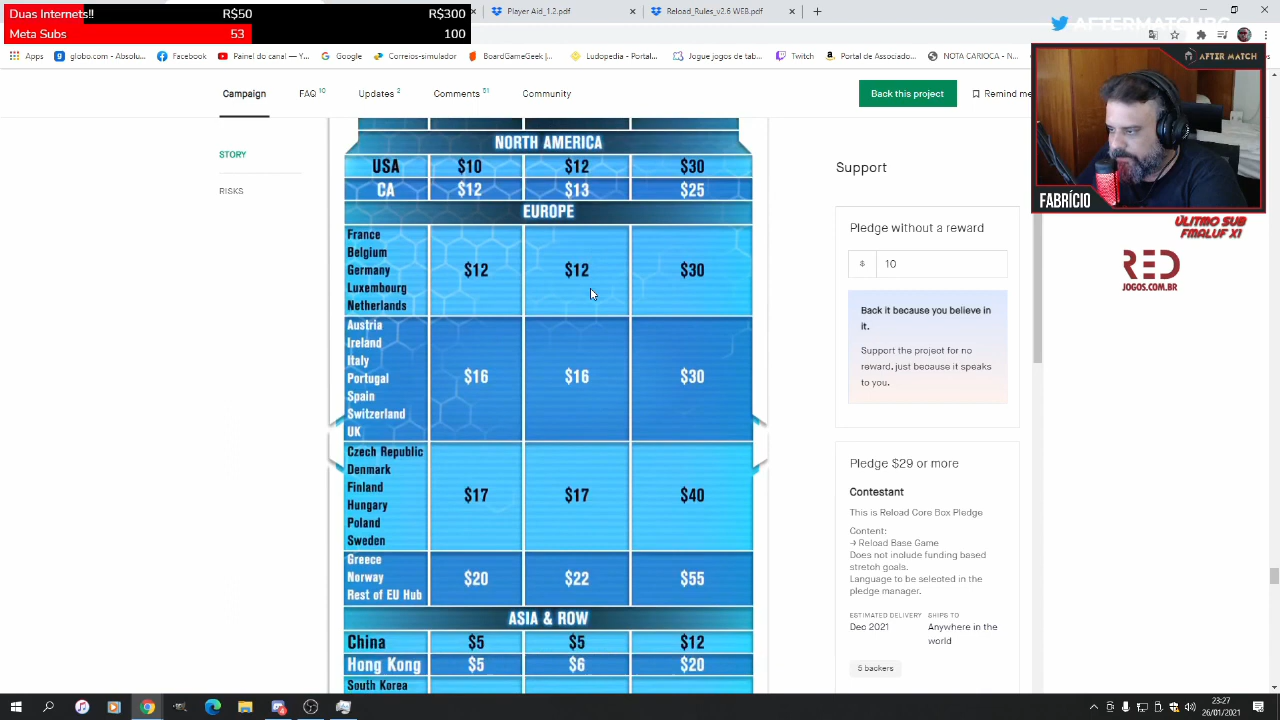 Duas Internets!! R$50 R$300
Meta Subs 53 100
Player Aid_1.2.pdf
Reload_Rules_v2.6 WEB.pdf
AFTERMATCHBG
Apps
globo.com - Absolu...
Facebook
Painel do canal — Y...
Google
Correios-simulador
BoardGameGeek | ...
Ludopedia - Portal...
Jogue jogos de tab...
Twitch
Portal de Associado...
NOTA CARIOCA - N...
AFTER MATCH
Campaign
FAQ 10
Updates 2
Comments 51
Community
Back this project
Remind me
STORY
RISKS
NORTH AMERICA
USA $10 $12 $30
CA $12 $13 $25
EUROPE
France
Belgium
Germany $12 $12 $30
Luxembourg
Netherlands
Austria
Ireland
Italy
Portugal $16 $16 $30
Spain
Switzerland
UK
Czech Republic
Denmark
Finland $17 $17 $40
Hungary
Poland
Sweden
Greece
Norway $20 $22 $55
Rest of EU Hub
ASIA & ROW
China $5 $5 $12
Hong Kong $5 $6 $20
South Korea
Support
Pledge without a reward
$ 10
Back it because you believe in
it.
Support the project for no
reward, just because it speaks
to you.
Pledge $29 or more
Contestant
This is Reload Core Box Pledge
Content:
→ Reload Base Game
Does not include funding based
stretch goals.
Language to be selected in the
pledge manager.
ESTIMATED DELIVERY SHIPS TO
Dec 2021 Anywhere in the
world
5 backers
FABRÍCIO
ÚLITMO SUB
FMALUF X1
RED
JOGOS.COM.BR
4
23:27
26/01/2021